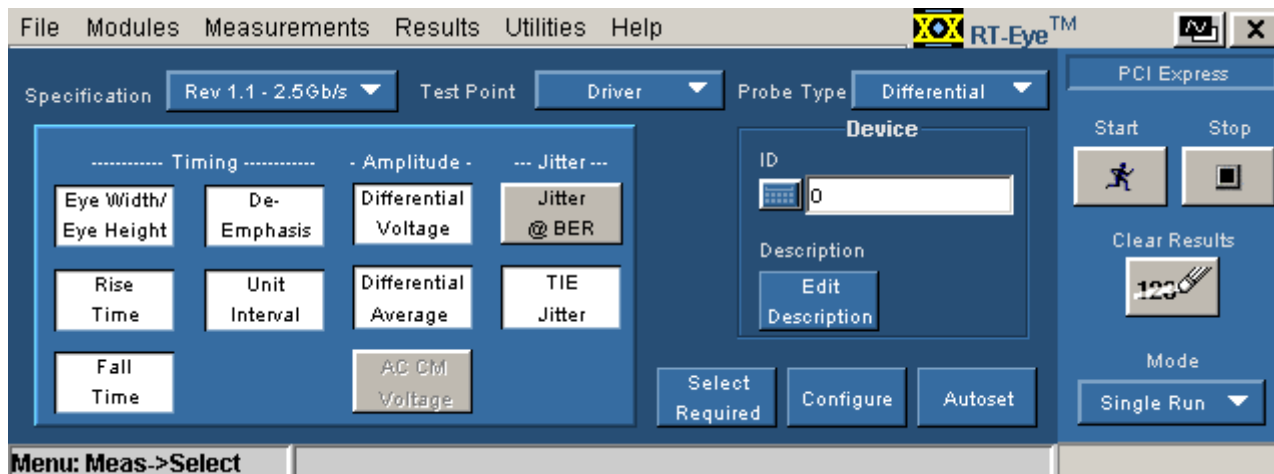 File Modules Measurements Results Utilities Help
RT-Eye™
Specification Rev 1.1 - 2.5Gb/s Test Point Driver Probe Type Differential
PCI Express
------------ Timing ------------ - Amplitude - --- Jitter ---
Eye Width/
Eye Height
De-
Emphasis
Differential
Voltage
Jitter
@ BER
Rise
Time
Unit
Interval
Differential
Average
TIE
Jitter
Fall
Time
AC CM
Voltage
Device
ID
0
Description
Edit
Description
Select
Required
Configure
Autoset
Start Stop
Clear Results
123
Mode
Single Run
Menu: Meas->Select